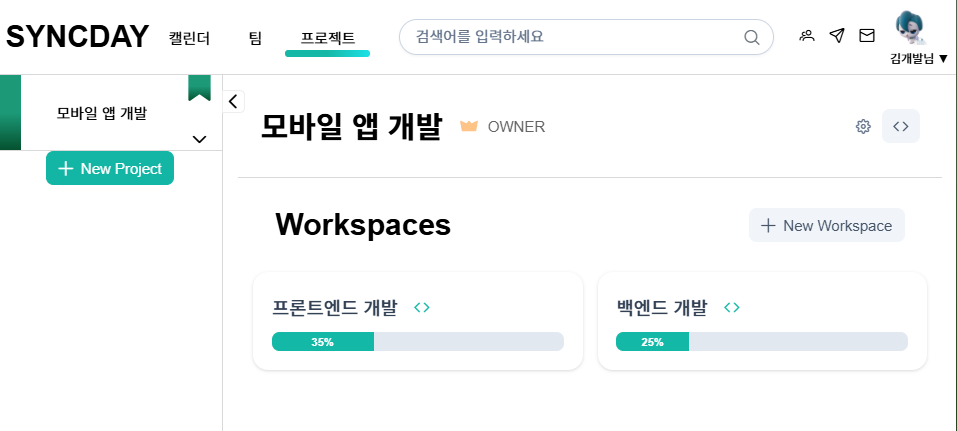 SYNCDAY
캘린더
팀
프로젝트
검색어를 입력하세요
김개발님 ▼
모바일 앱 개발
New Project
모바일 앱 개발
OWNER
Workspaces
New Workspace
프론트엔드 개발
35%
백엔드 개발
25%